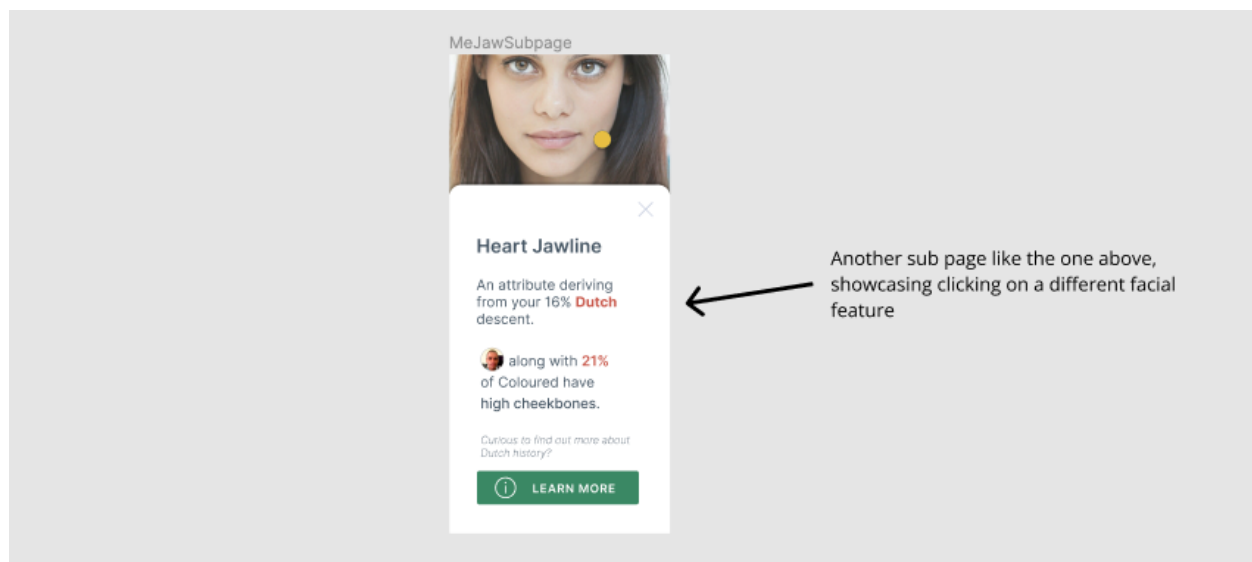 MeJawSubpage
Heart Jawline
An attribute deriving
from your 16% Dutch
descent.
along with 21%
of Coloured have
high cheekbones.
Curious to find out more about
Dutch history?
LEARN MORE
Another sub page like the one above,
showcasing clicking on a different facial
feature